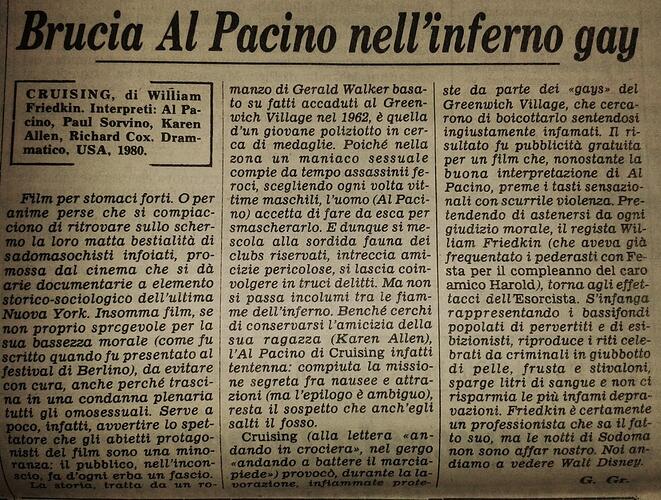 Brucia Al Pacino nell'inferno gay
CRUISING, di William
Friedkin. Interpreti: Al Pa-
cino, Paul Sorvino, Karen
Allen, Richard Cox. Dram-
matico, USA, 1980.
Film per stomaci forti. O per
anime perse che si compiac-
ciono di ritrovare sullo scher-
mo la loro matta bestialità di
sadomasochisti infoiati, pro-
mossa dal cinema che si dà
arie documentarie a elemento
storico-sociologico dell'ultima
Nuova York. Insomma film, se
non proprio spregevole per la
sua bassezza morale (come fu
scritto quando fu presentato al
festival di Berlino), da evitare
con cura, anche perché trasci-
na in una condanna plenaria
tutti gli omosessuali. Serve a
poco, infatti, avvertire lo spet-
tatore che gli abietti protago-
nisti del film sono una mino-
ranza: il pubblico, nell'incon-
scio, fa d'ogni erba un fascio.
La storia, tratta da un ro-
manzo di Gerald Walker basa-
to su fatti accaduti al Green-
wich Village nel 1962, è quella
d'un giovane poliziotto in cer-
ca di medaglie. Poiché nella
zona un maniaco sessuale
compie da tempo assassinii fe-
roci, scegliendo ogni volta vit-
time maschili, l'uomo (Al Paci-
no) accetta di fare da esca per
smascherarlo. E dunque si me-
scola alla sordida fauna dei
clubs riservati, intreccia ami-
cizie pericolose, si lascia coin-
volgere in truci delitti. Ma non
si passa incolumi tra le fiam-
me dell'inferno. Benché cerchi
di conservarsi l'amicizia della
sua ragazza (Karen Allen),
l'Al Pacino di Cruising infatti
tentenna: compiuta la missio-
ne segreta fra nausee e attra-
zioni (ma l'epilogo è ambiguo),
resta il sospetto che anch'egli
salti il fosso.
Cruising (alla lettera «an-
dando in crociera», nel gergo
«andando a battere il marcia-
piede») provocò, durante la la-
vorazione, infiammate prote-
ste da parte dei «gays» del
Greenwich Village, che cerca-
rono di boicottarlo sentendosi
ingiustamente infamati. Il ri-
sultato fu pubblicità gratuita
per un film che, nonostante la
buona interpretazione di Al
Pacino, preme i tasti sensazio-
nali con scurrile violenza. Pre-
tendendo di astenersi da ogni
giudizio morale, il regista Wil-
liam Friedkin (che aveva già
frequentato i pederasti con Fe-
sta per il compleanno del caro
amico Harold), torna agli effet-
tacci dell'Esorcista. S'infanga
rappresentando i bassifondi
popolati di pervertiti e di esi-
bizionisti, riproduce i riti cele-
brati da criminali in giubbotto
di pelle, frusta e stivaloni,
sparge litri di sangue e non ci
risparmia le più infami depra-
vazioni. Friedkin è certamente
un professionista che sa il fat-
to suo, ma le notti di Sodoma
non sono affar nostro. Noi an-
diamo a vedere Walt Disney.
G. Gr.